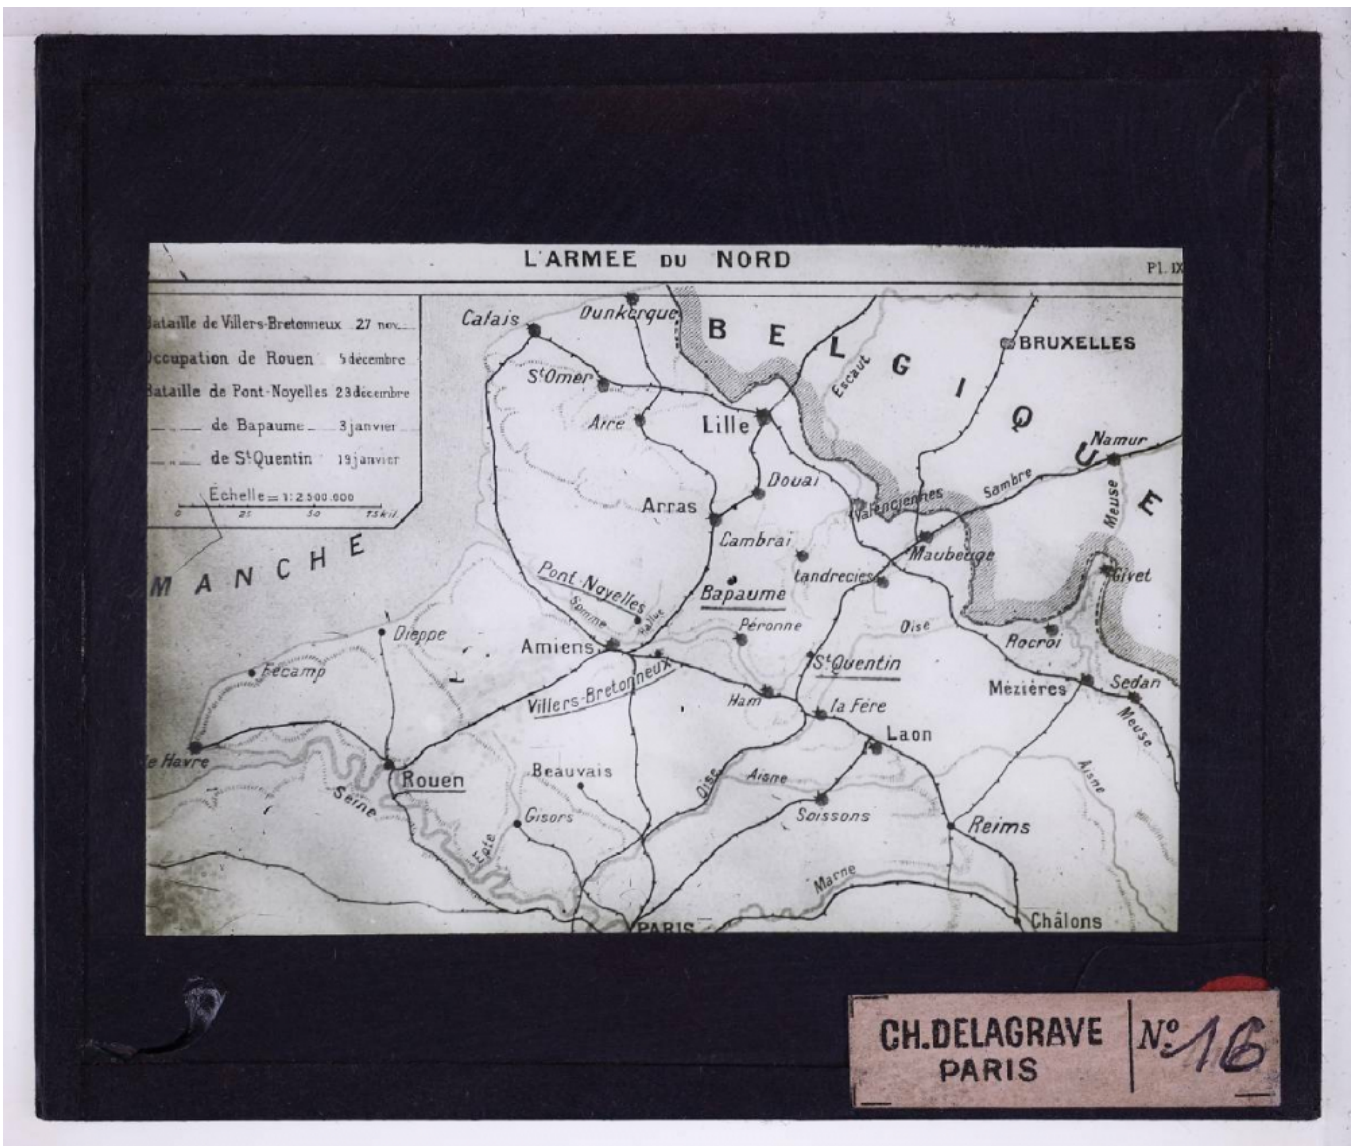 L'ARMEE DU NORD
Pl. IX
Bataille de Villers-Bretonneux 27 nov.
Occupation de Rouen 5 décembre
Bataille de Pont-Noyelles 23 décembre
de Bapaume 3 janvier
de St Quentin 19 janvier
Echelle = 1:2500.000
0 25 50 75 kil.
BELGIQUE
MANCHE
Calais
Dunkerque
BRUXELLES
St Omer
Escaut
Aire
Lille
Namur
Douai
Sambre
Meuse
Arras
Valenciennes
Cambrai
Maubeuge
Landrecies
Givet
Pont-Noyelles
Bapaume
Somme
Hallue
Péronne
Oise
Rocroi
Dieppe
Amiens
St Quentin
Fécamp
Villers-Bretonneux
Ham
la Fére
Mézières
Sedan
Meuse
Laon
le Havre
Rouen
Beauvais
Oise
Aisne
Aisne
Seine
Gisors
Soissons
Reims
Epte
Marne
PARIS
Châlons
CH. DELAGRAVE
PARIS
No. 16